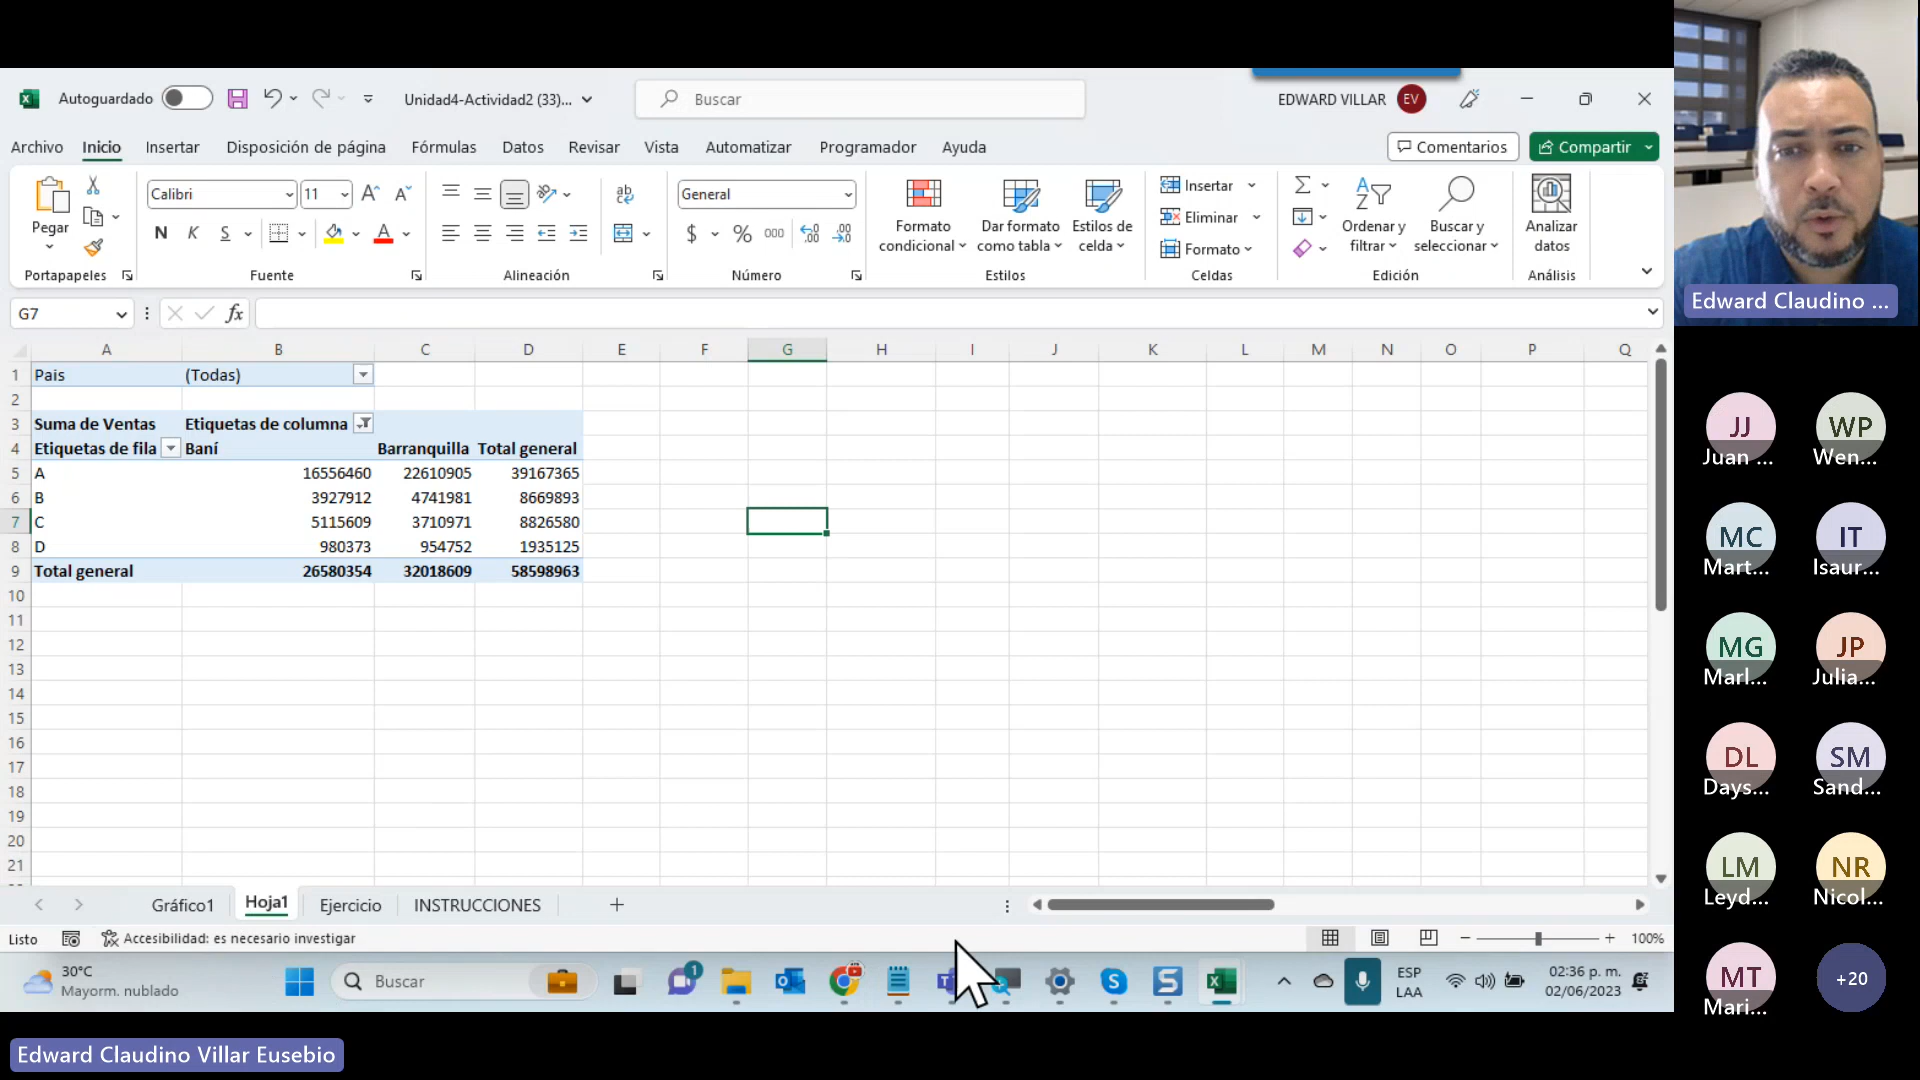 Autoguardado
Unidad4-Actividad2 (33)...
Buscar
EDWARD VILLAR
EV
Archivo Inicio Insertar Disposición de página Fórmulas Datos Revisar Vista Automatizar Programador Ayuda
Comentarios
Compartir
Pegar
Portapapeles
Calibri 11
N K S
Fuente
Alineación
General
$ % 000
Número
Formato condicional
Dar formato como tabla
Estilos de celda
Estilos
Insertar
Eliminar
Formato
Celdas
Ordenar y filtrar
Buscar y seleccionar
Edición
Analizar datos
Análisis
G7
fx
A B C D E F G H I J K L M N O P Q
1 Pais (Todas)
2
3 Suma de Ventas Etiquetas de columna
4 Etiquetas de fila Baní Barranquilla Total general
5 A 16556460 22610905 39167365
6 B 3927912 4741981 8669893
7 C 5115609 3710971 8826580
8 D 980373 954752 1935125
9 Total general 26580354 32018609 58598963
10
11
12
13
14
15
16
17
18
19
20
21
Gráfico1 Hoja1 Ejercicio INSTRUCCIONES
Listo
Accesibilidad: es necesario investigar
100%
30°C
Mayorm. nublado
Buscar
1
ESP
LAA
02:36 p. m.
02/06/2023
Edward Claudino Villar Eusebio
Edward Claudino ...
JJ
Juan ...
WP
Wen...
MC
Mart...
IT
Isaur...
MG
Marl...
JP
Julia...
DL
Days...
SM
Sand...
LM
Leyd...
NR
Nicol...
MT
Mari...
+20